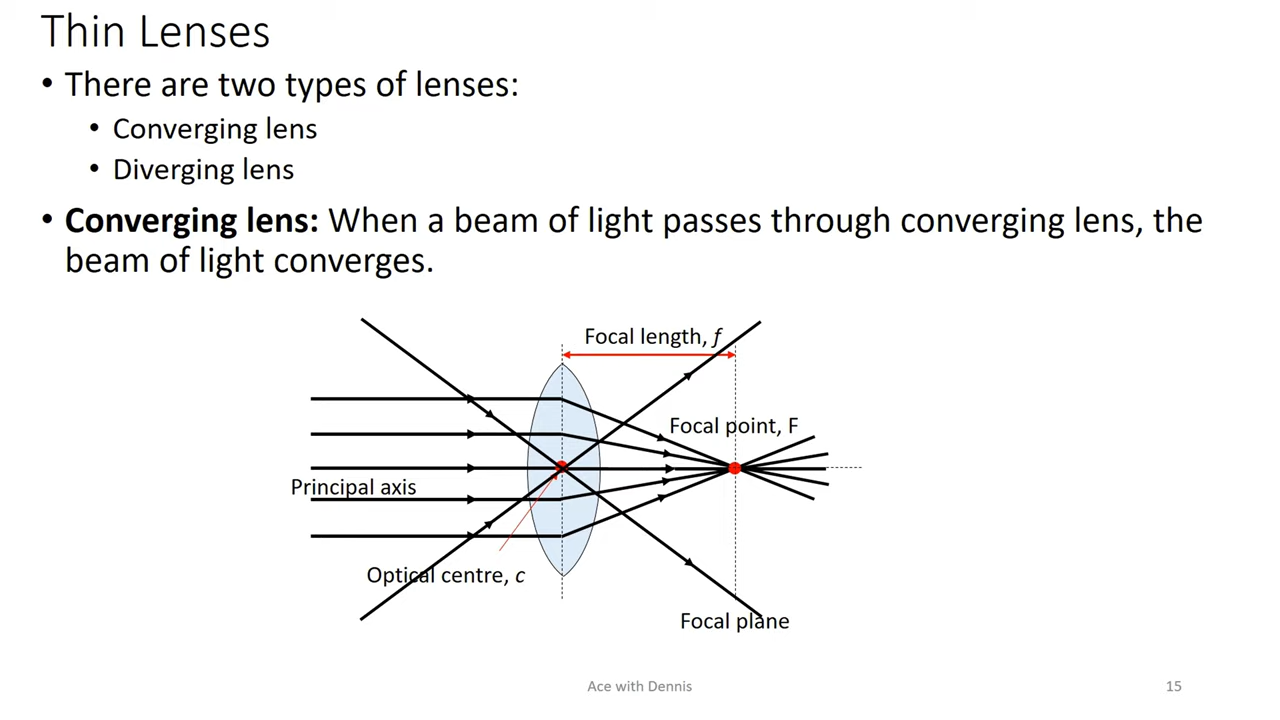 Thin Lenses
• There are two types of lenses:
• Converging lens
• Diverging lens
• Converging lens: When a beam of light passes through converging lens, the
beam of light converges.
Focal length, f
Focal point, F
Principal axis
Optical centre, c
Focal plane
Ace with Dennis
15